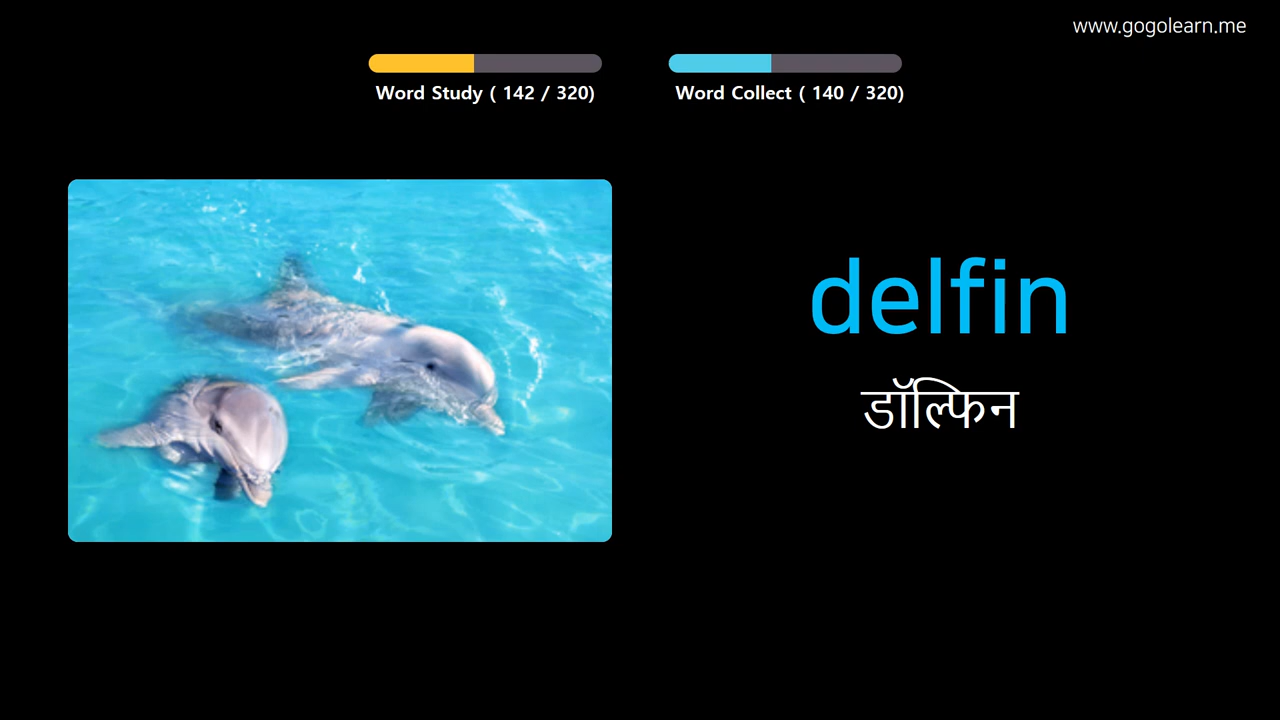 www.gogolearn.me
Word Study ( 142 / 320)
Word Collect ( 140 / 320)
delfin
डॉल्फिन